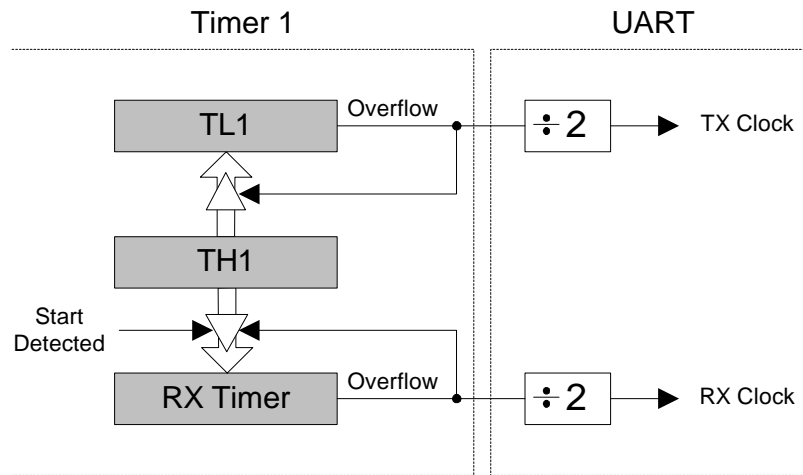 Timer 1
UART
TL1
Overflow
÷ 2
TX Clock
TH1
Start
Detected
RX Timer
Overflow
÷ 2
RX Clock